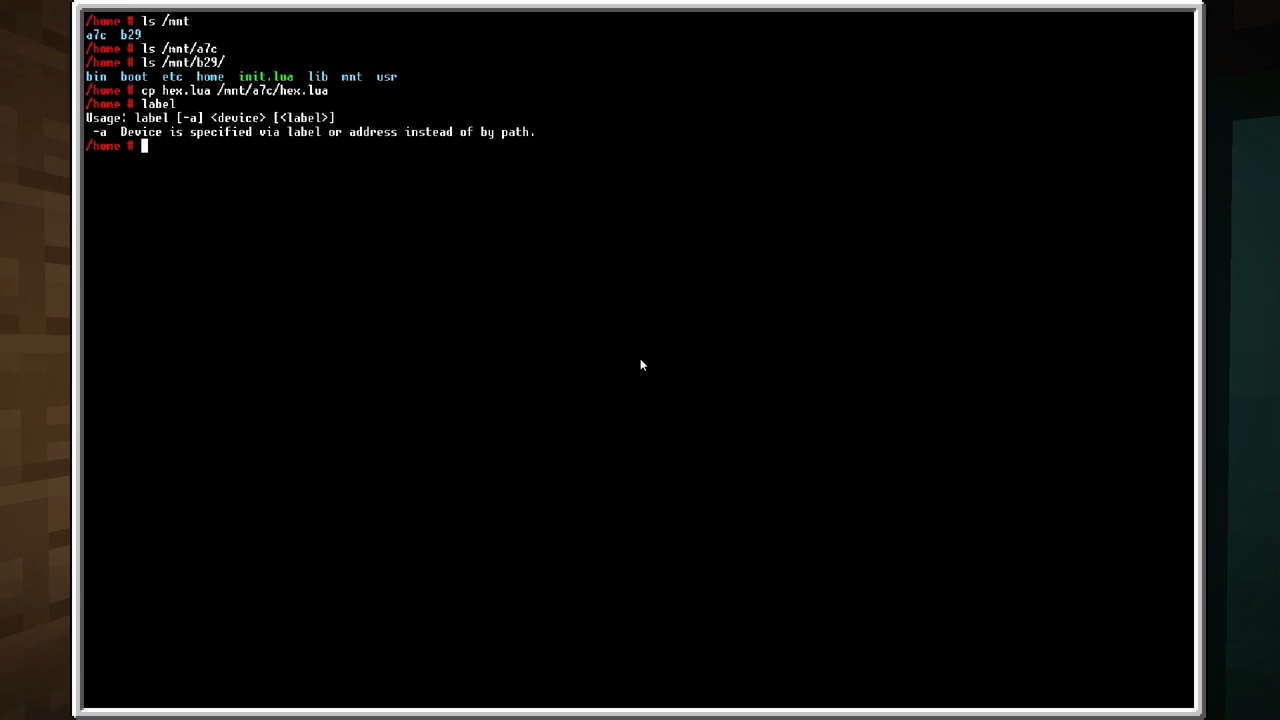 /home # ls /mnt
a7c  b29
/home # ls /mnt/a7c
/home # ls /mnt/b29/
bin  boot  etc  home  init.lua  lib  mnt  usr
/home # cp hex.lua /mnt/a7c/hex.lua
/home # label
Usage: label [-a] <device> [<label>]
 -a  Device is specified via label or address instead of by path.
/home #